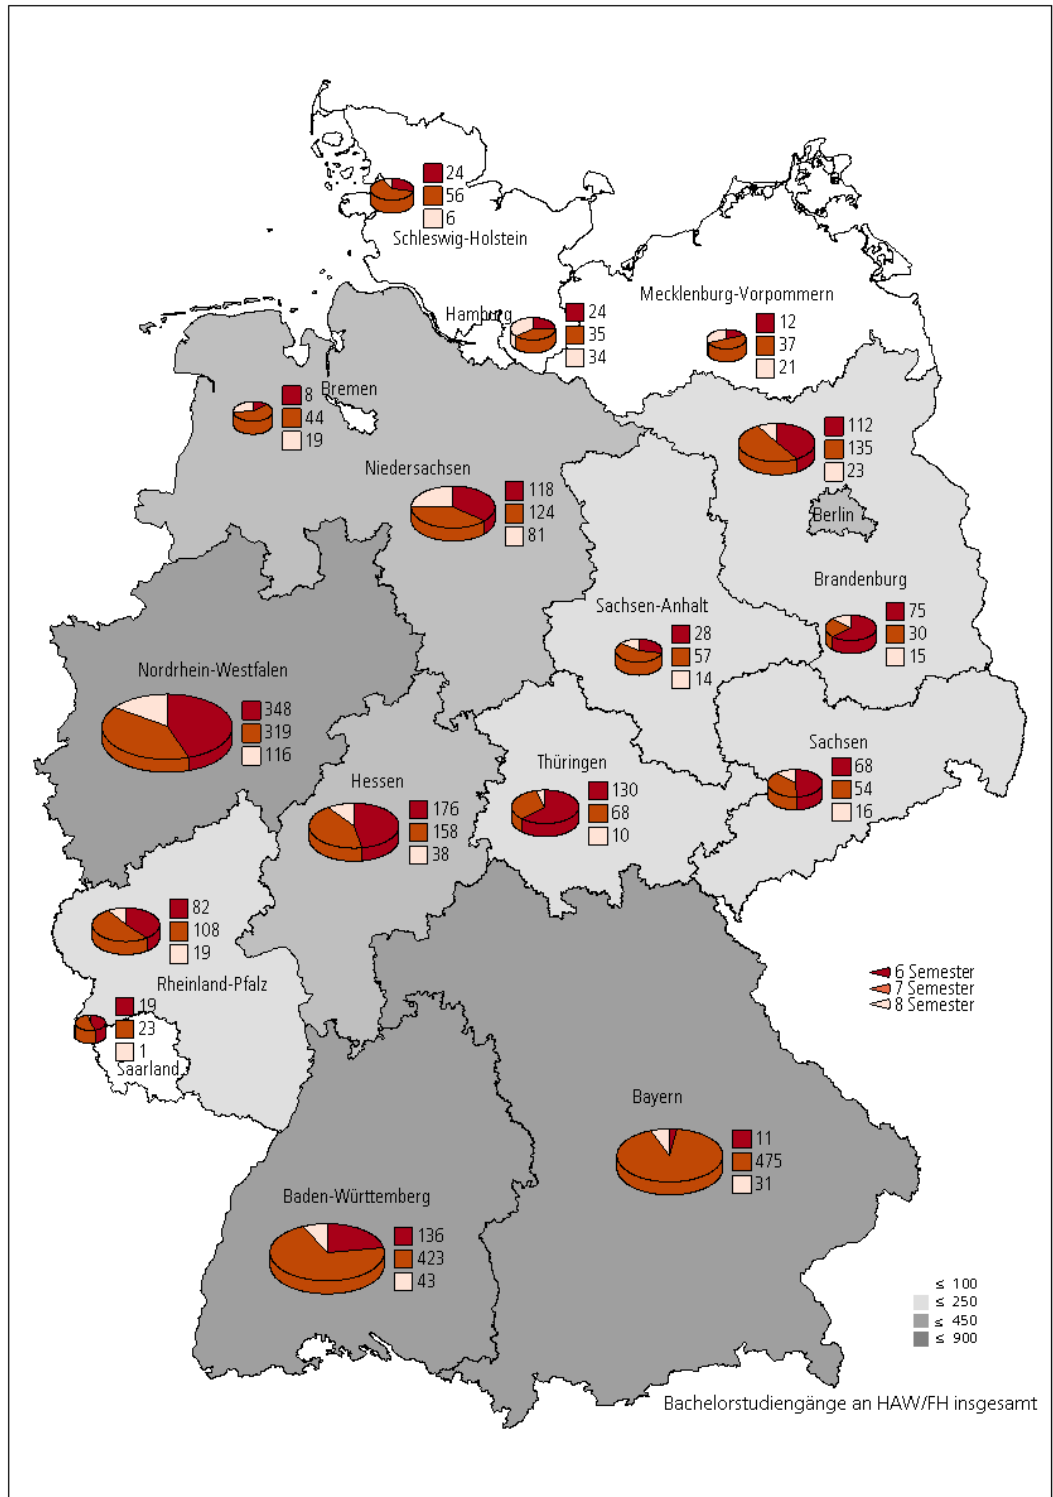 24
56
6
Schleswig-Holstein
Hamburg
24
35
34
Mecklenburg-Vorpommern
12
37
21
8
44
19
Bremen
Niedersachsen
118
124
81
112
135
23
Berlin
Brandenburg
75
30
15
Sachsen-Anhalt
28
57
14
Nordrhein-Westfalen
348
319
116
Hessen
176
158
38
Thüringen
130
68
10
Sachsen
68
54
16
82
108
19
Rheinland-Pfalz
19
23
1
Saarland
6 Semester
7 Semester
8 Semester
Bayern
11
475
31
Baden-Württemberg
136
423
43
≤ 100
≤ 250
≤ 450
≤ 900
Bachelorstudiengänge an HAW/FH insgesamt